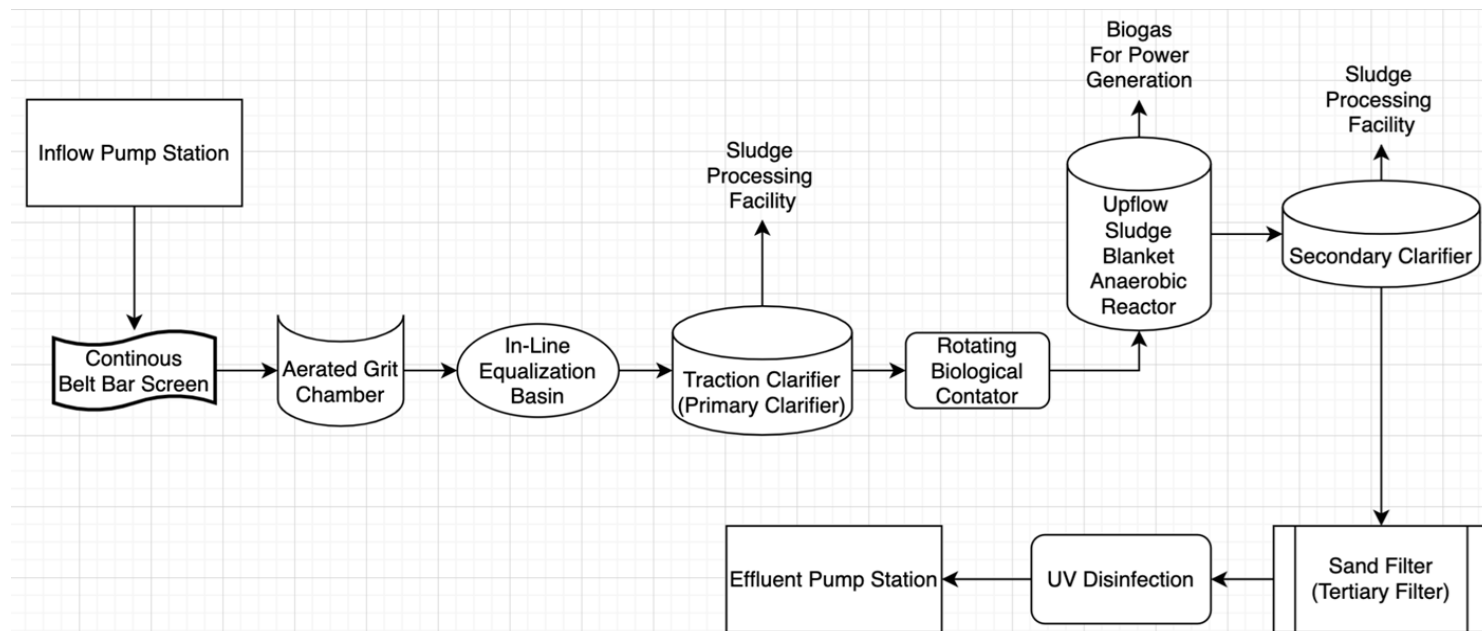 Inflow Pump Station
Continous
Belt Bar Screen
Aerated Grit
Chamber
In-Line
Equalization
Basin
Sludge
Processing
Facility
Traction Clarifier
(Primary Clarifier)
Rotating
Biological
Contator
Biogas
For Power
Generation
Upflow
Sludge
Blanket
Anaerobic
Reactor
Sludge
Processing
Facility
Secondary Clarifier
Sand Filter
(Tertiary Filter)
UV Disinfection
Effluent Pump Station